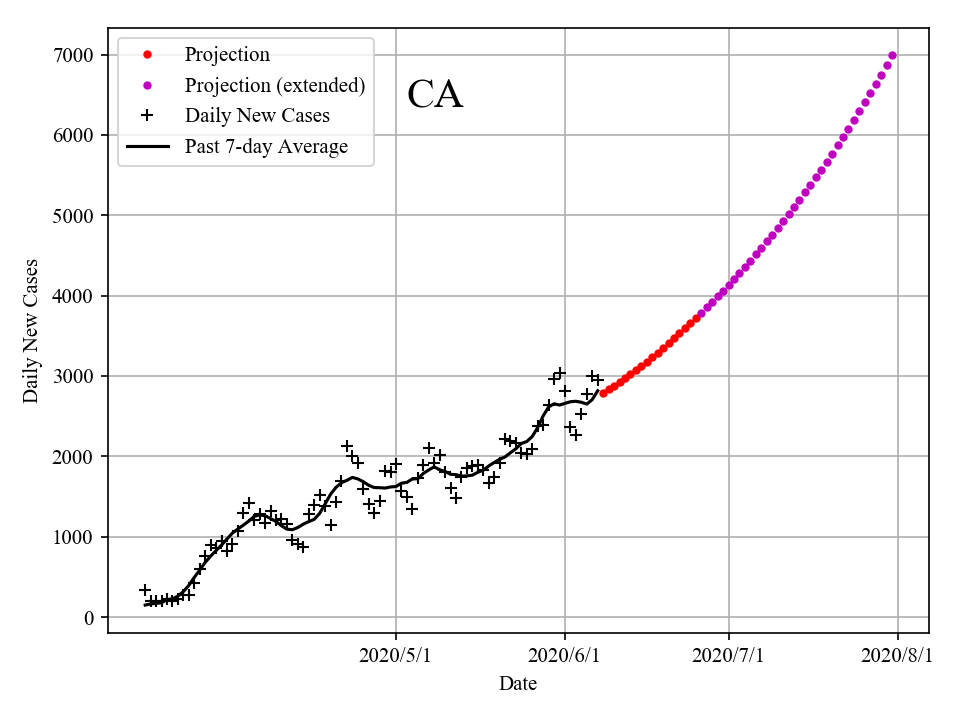 CA
Projection
Projection (extended)
Daily New Cases
Past 7-day Average
Daily New Cases
7000
6000
5000
4000
3000
2000
1000
0
2020/5/1 2020/6/1 2020/7/1 2020/8/1
Date